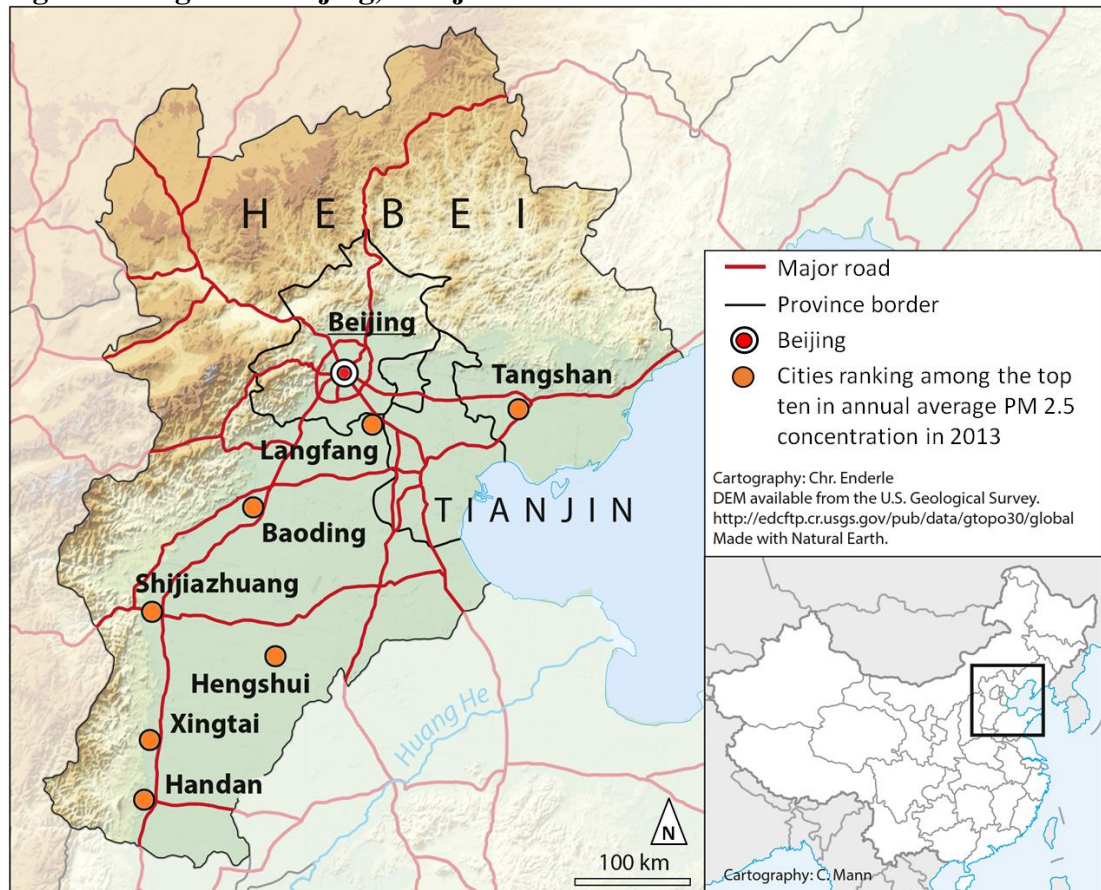 H E B E I
Beijing
Tangshan
Langfang
TIANJIN
Baoding
Shijiazhuang
Hengshui
Xingtai
Handan
Huang He
N
100 km
Major road
Province border
Beijing
Cities ranking among the top
ten in annual average PM 2.5
concentration in 2013
Cartography: Chr. Enderle
DEM available from the U.S. Geological Survey.
http://edcftp.cr.usgs.gov/pub/data/gtopo30/global
Made with Natural Earth.
Cartography: C. Mann